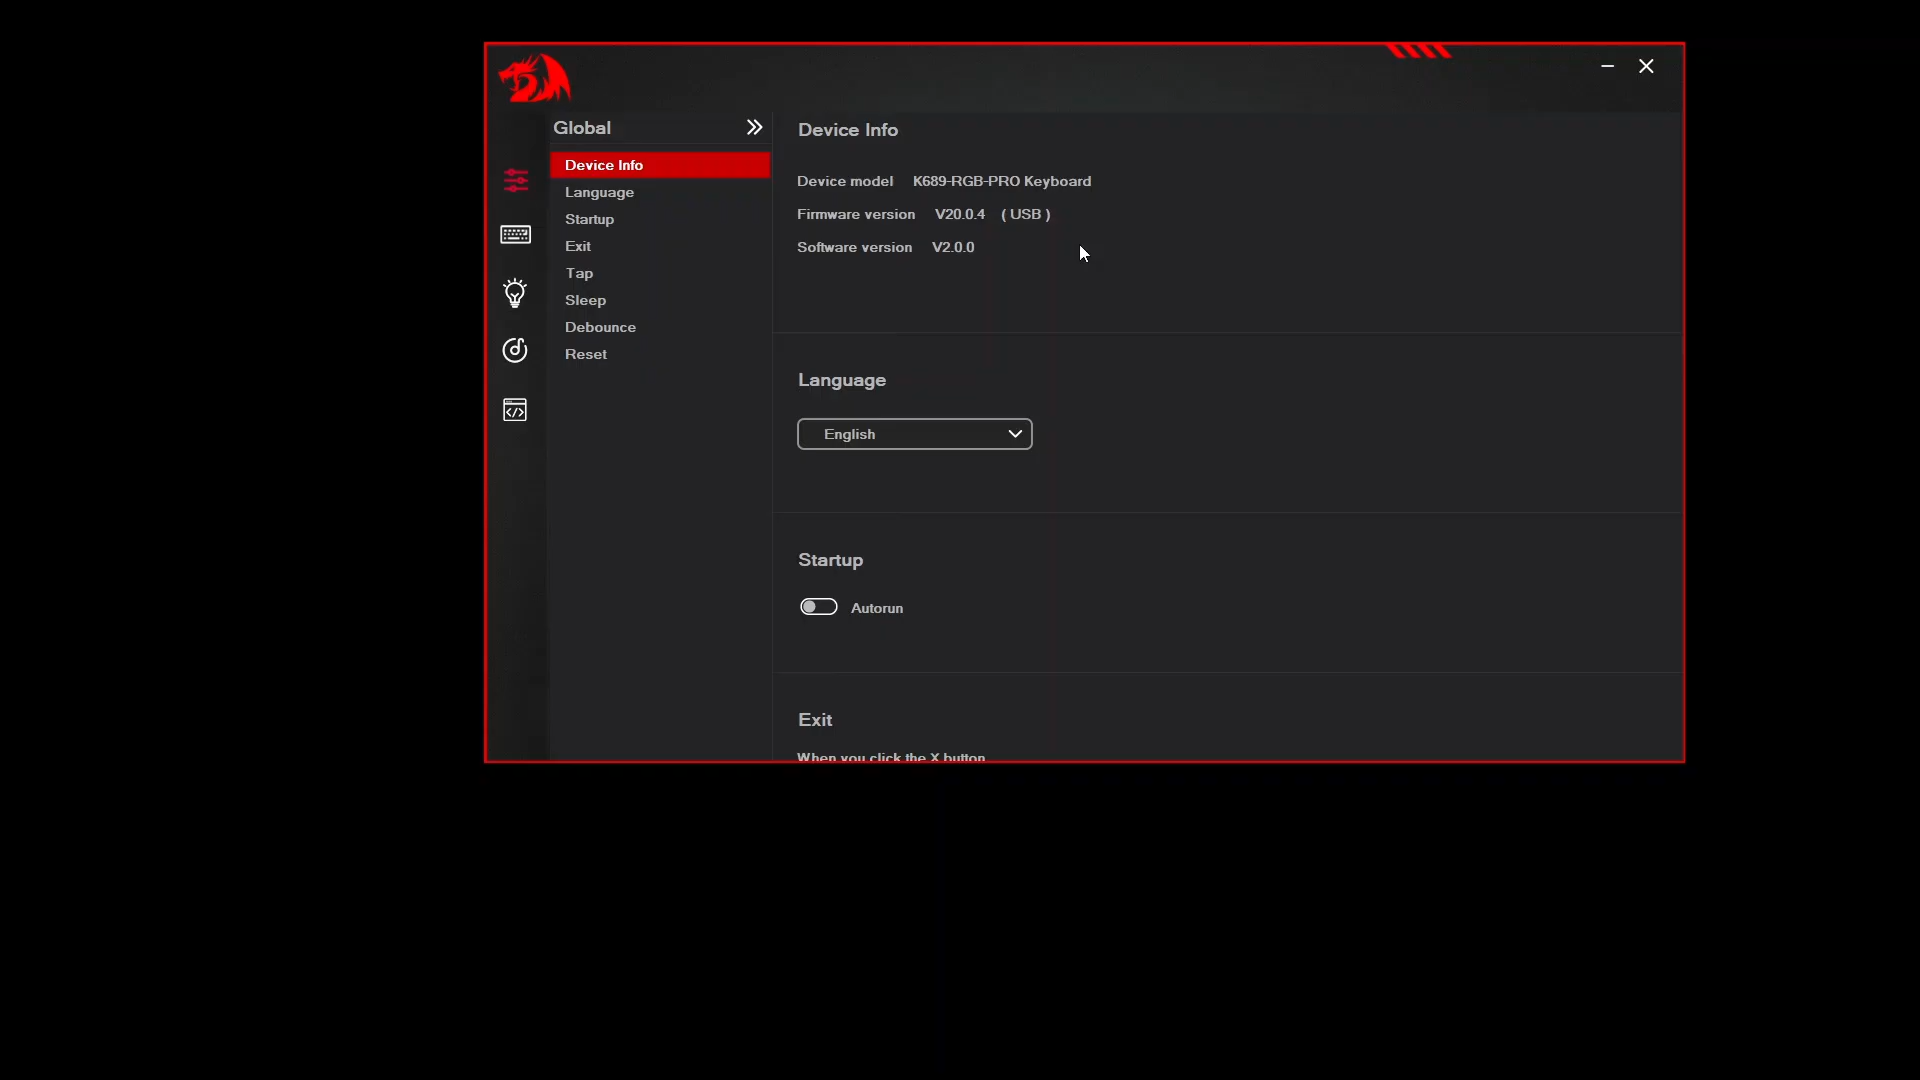 Global
Device Info
Language
Startup
Exit
Tap
Sleep
Debounce
Reset
Device Info
Device model K689-RGB-PRO Keyboard
Firmware version V20.0.4 ( USB )
Software version V2.0.0
Language
English
Startup
Autorun
Exit
When you click the X button